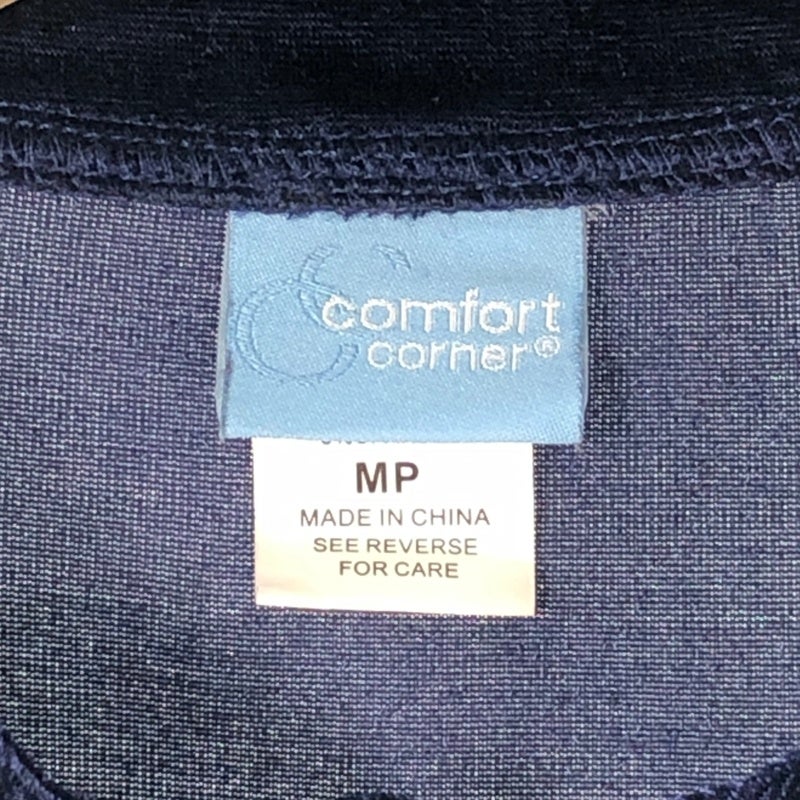 comfort
corner®
MP
MADE IN CHINA
SEE REVERSE
FOR CARE